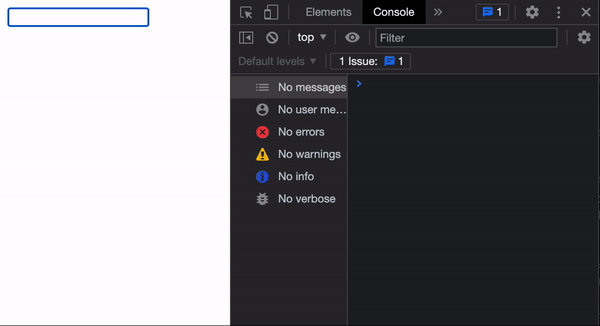 Elements Console » 1
top ▼ Filter
Default levels ▼ 1 Issue: 1
No messages
No user me...
No errors
No warnings
No info
No verbose